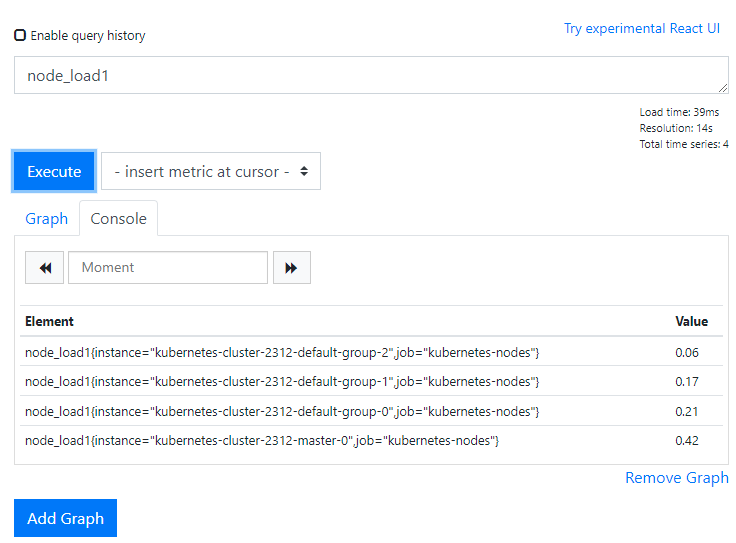 Enable query history
Try experimental React UI
node_load1
Load time: 39ms
Resolution: 14s
Total time series: 4
Execute
- insert metric at cursor -
Graph
Console
Moment
Element Value
node_load1{instance="kubernetes-cluster-2312-default-group-2",job="kubernetes-nodes"} 0.06
node_load1{instance="kubernetes-cluster-2312-default-group-1",job="kubernetes-nodes"} 0.17
node_load1{instance="kubernetes-cluster-2312-default-group-0",job="kubernetes-nodes"} 0.21
node_load1{instance="kubernetes-cluster-2312-master-0",job="kubernetes-nodes"} 0.42
Remove Graph
Add Graph